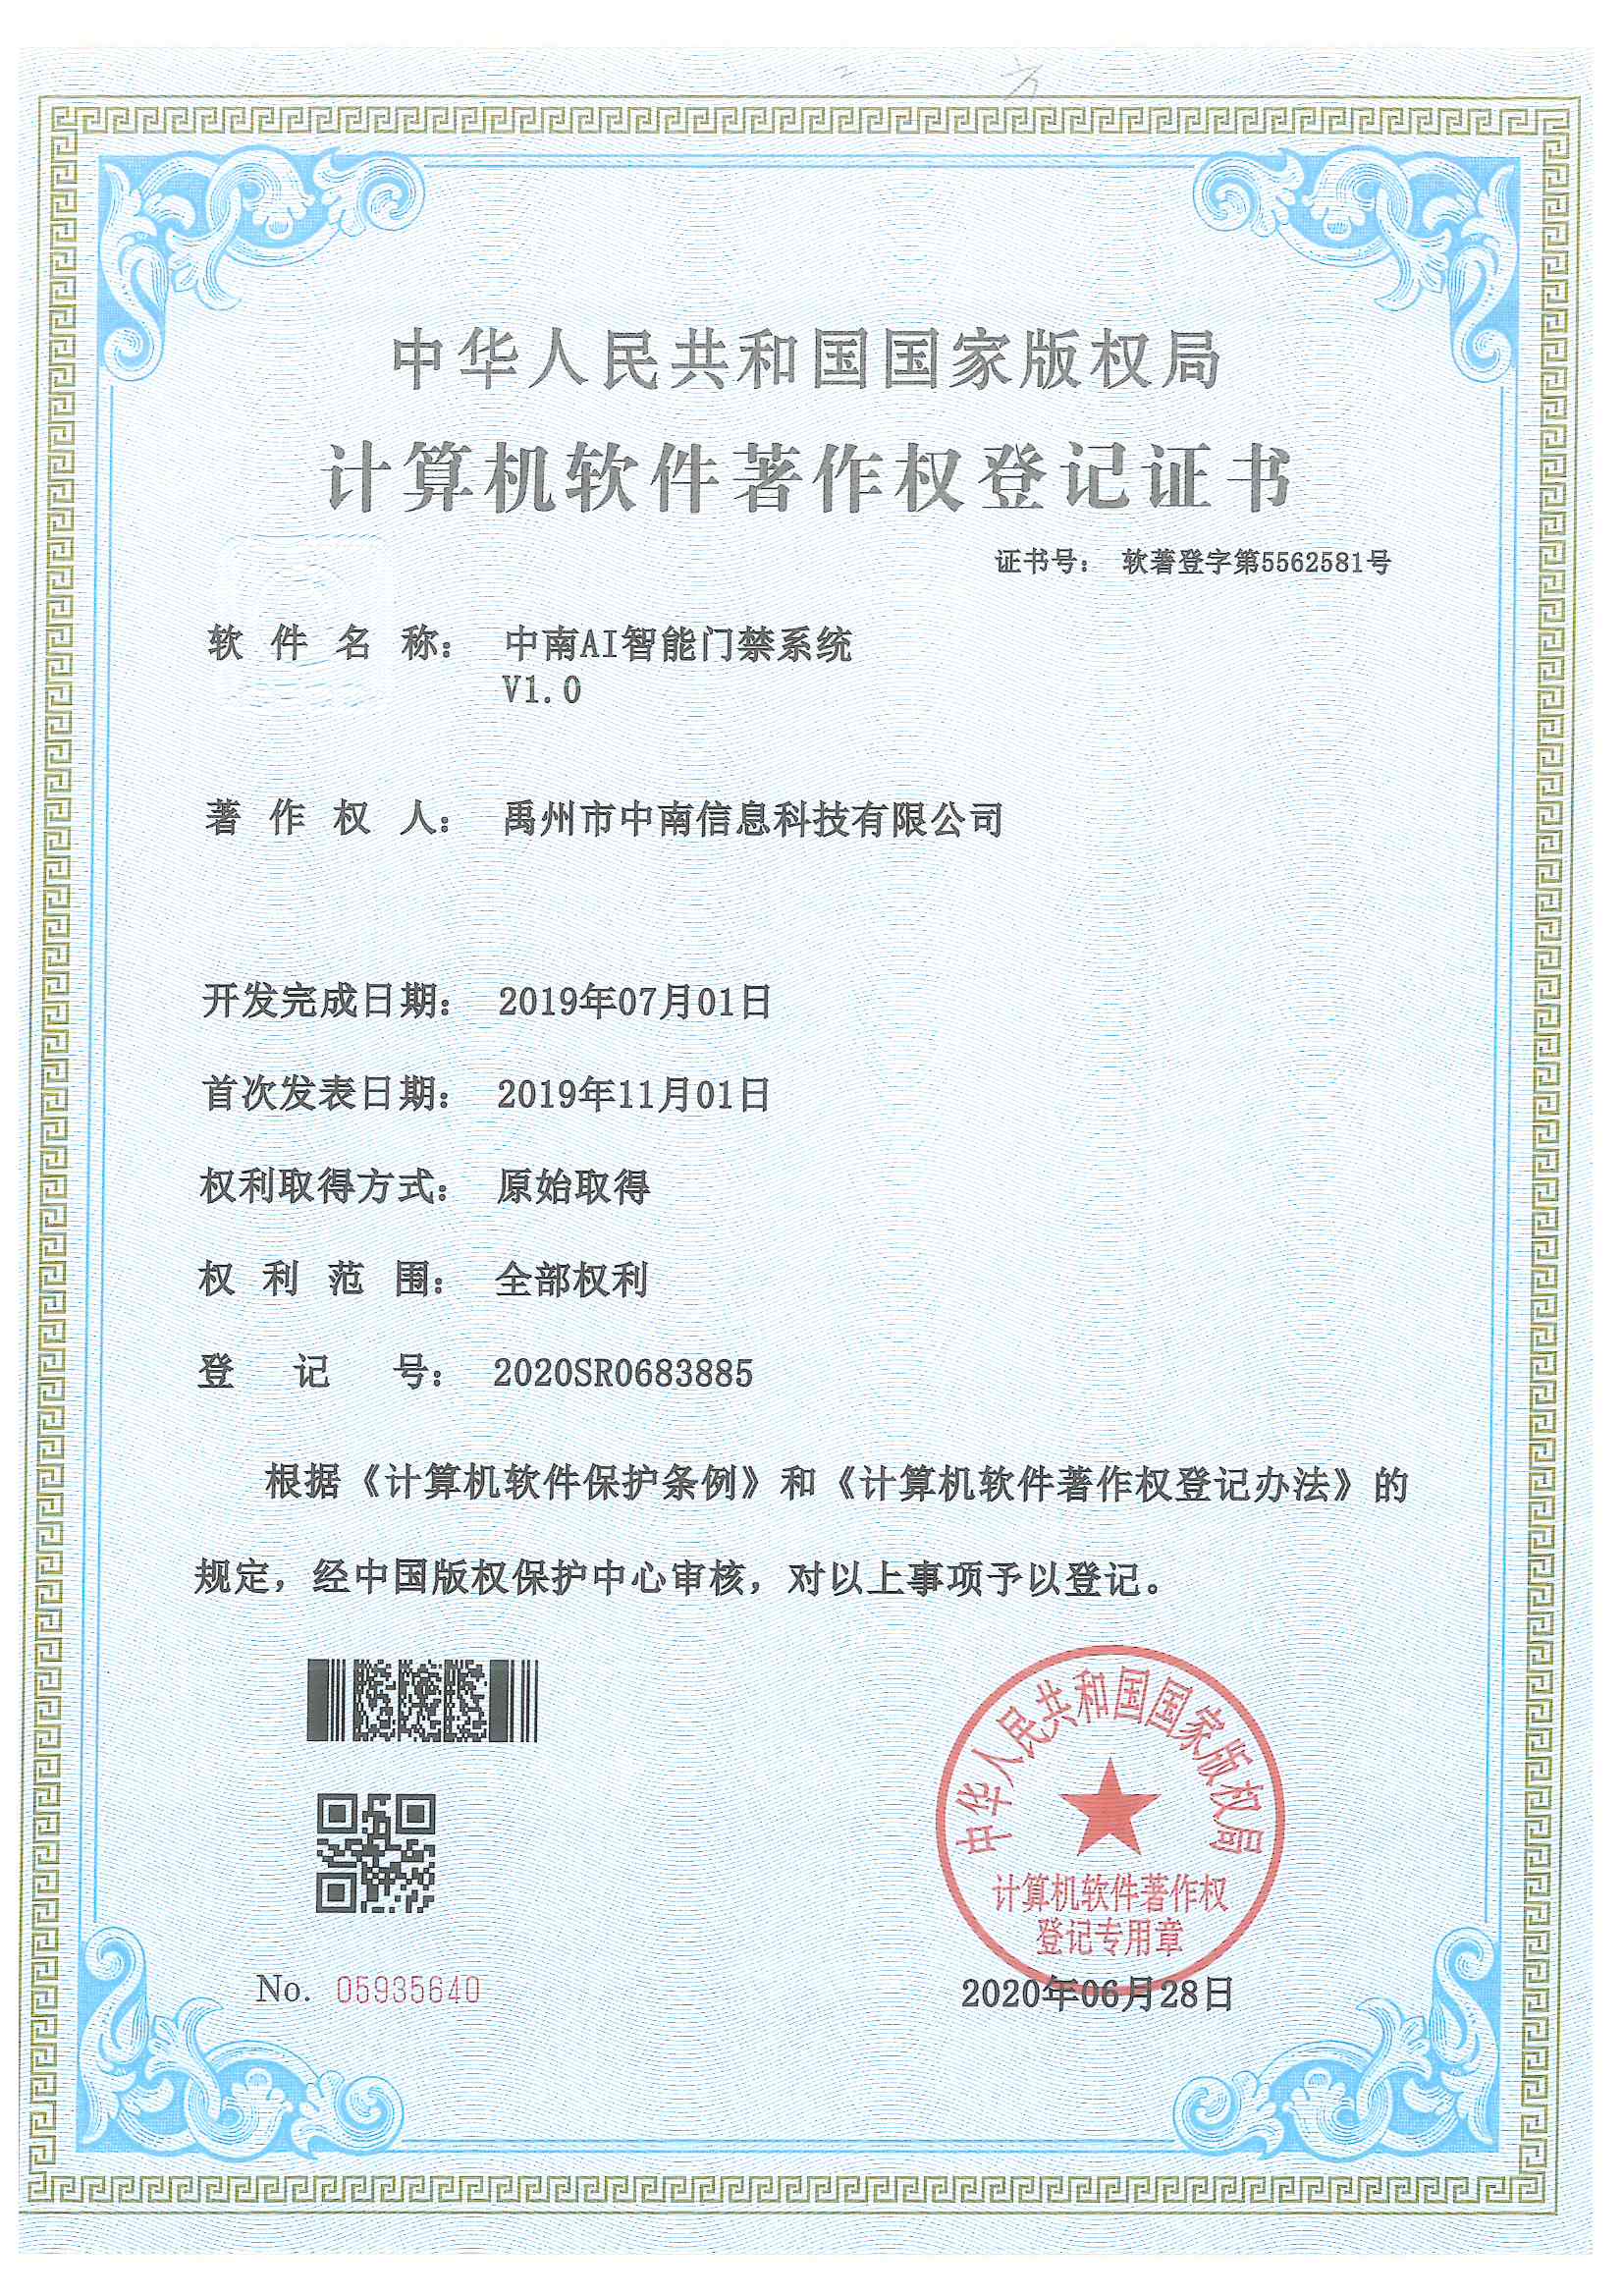 中华人民共和国国家版权局
计算机软件著作权登记证书
证书号： 软著登字第5562581号
软件名称： 中南AI智能门禁系统
V1.0
著作权人： 禹州市中南信息科技有限公司
开发完成日期： 2019年07月01日
首次发表日期： 2019年11月01日
权利取得方式： 原始取得
权利范围： 全部权利
登记号： 2020SR0683885
根据《计算机软件保护条例》和《计算机软件著作权登记办法》的
规定，经中国版权保护中心审核，对以上事项予以登记。
中华人民共和国国家版权局
计算机软件著作权
登记专用章
No. 05935640
2020年06月28日